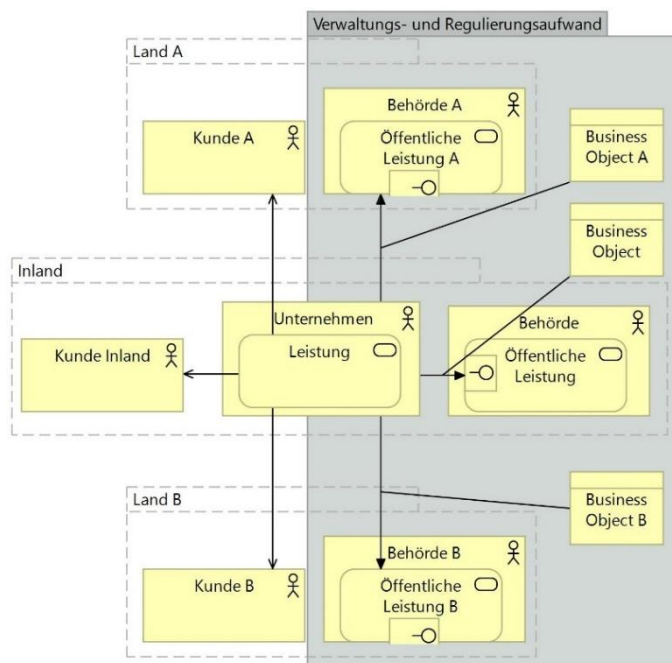 Verwaltungs- und Regulierungsaufwand
Land A
Kunde A
Behörde A
Öffentliche
Leistung A
Business
Object A
Business
Object
Inland
Kunde Inland
Unternehmen
Leistung
Behörde
Öffentliche
Leistung
Land B
Kunde B
Behörde B
Öffentliche
Leistung B
Business
Object B